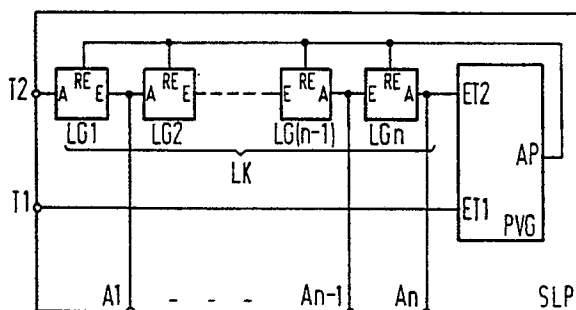 RE RE RE RE
T2 A E A E E A E A ET2
LG1 LG2 LG(n-1) LGn
AP
LK
T1 ET1
PVG
A1 - - - An-1 An SLP